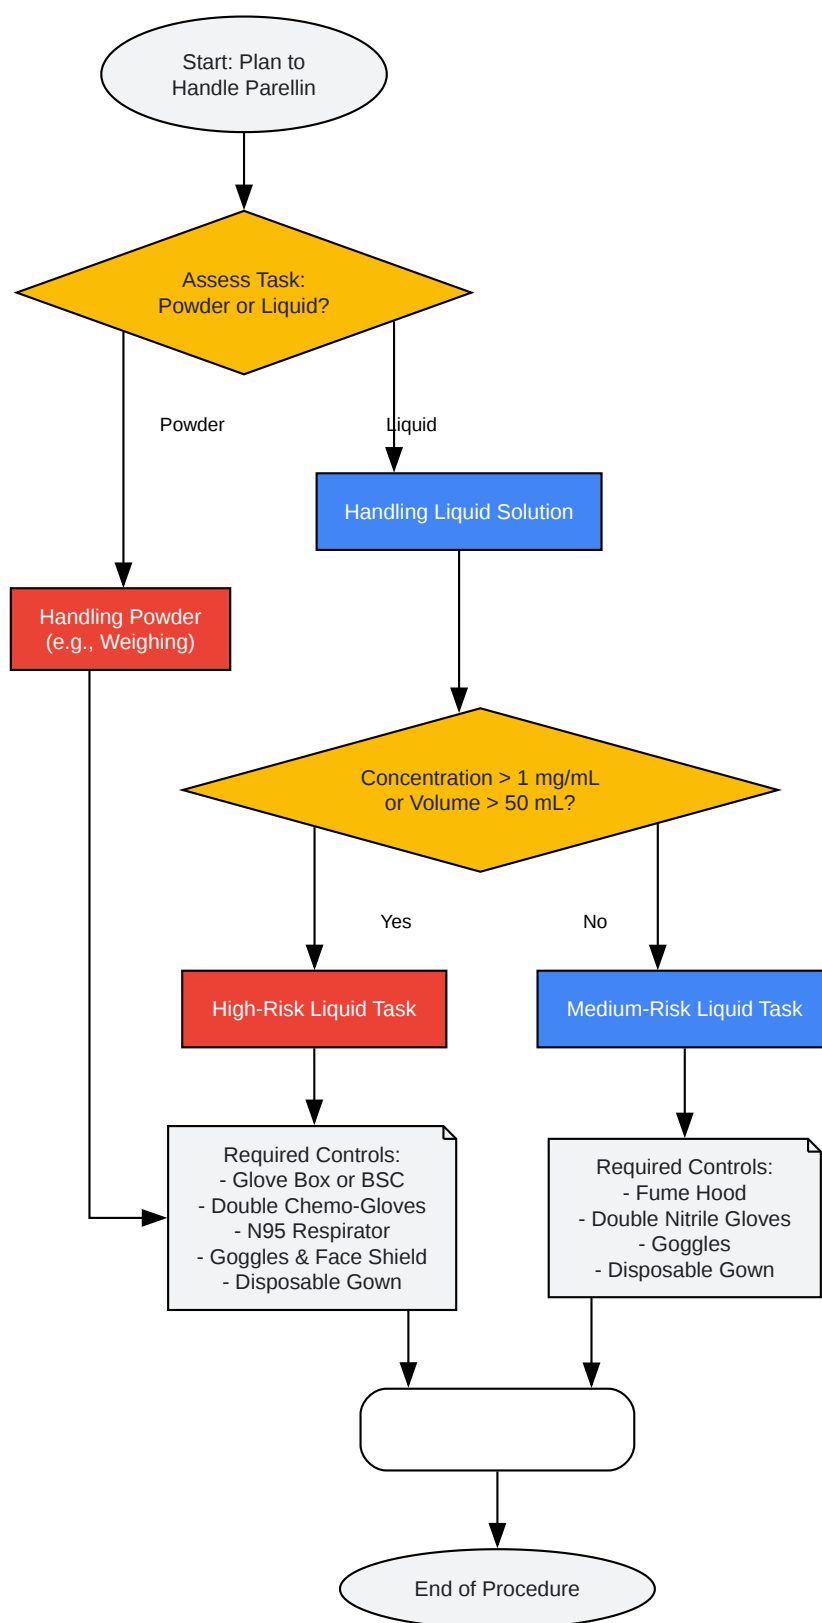 Start: Plan to
Handle Parellin
Assess Task:
Powder or Liquid?
Powder
Liquid
Handling Liquid Solution
Handling Powder
(e.g., Weighing)
Concentration > 1 mg/mL
or Volume > 50 mL?
Yes
No
High-Risk Liquid Task
Medium-Risk Liquid Task
Required Controls:
- Glove Box or BSC
- Double Chemo-Gloves
- N95 Respirator
- Goggles & Face Shield
- Disposable Gown
Required Controls:
- Fume Hood
- Double Nitrile Gloves
- Goggles
- Disposable Gown
End of Procedure